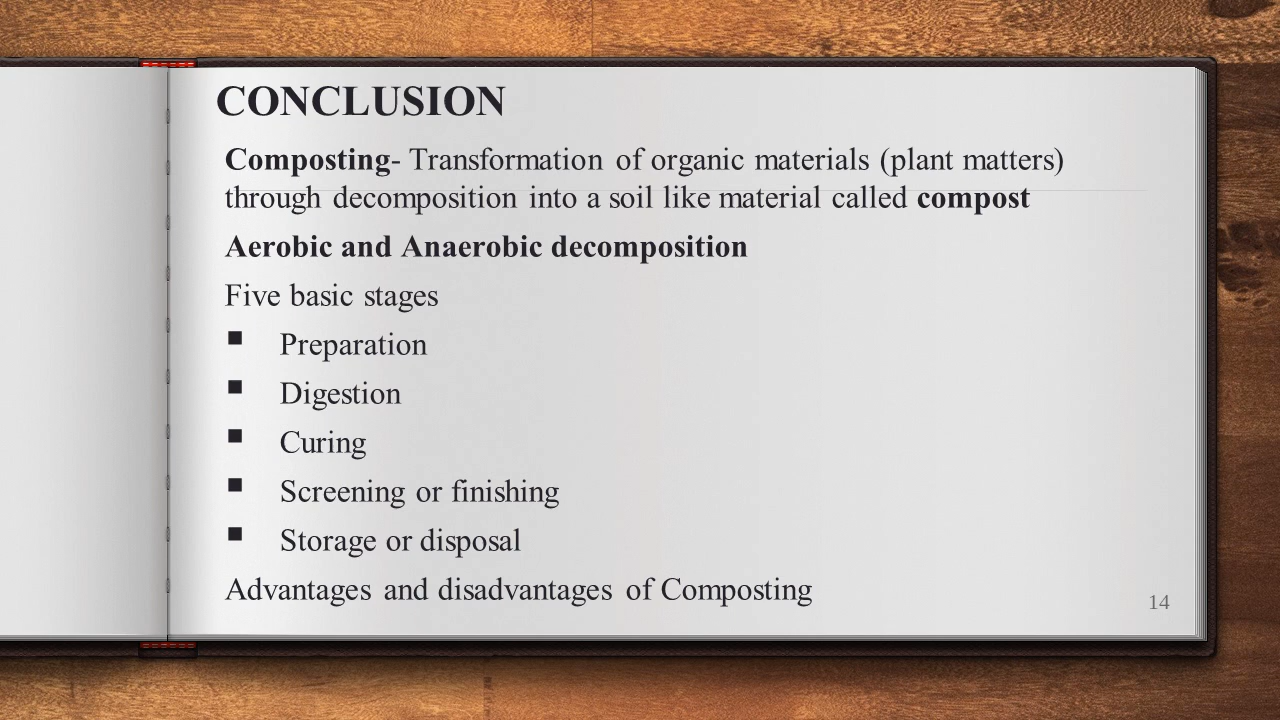 CONCLUSION
Composting- Transformation of organic materials (plant matters)
through decomposition into a soil like material called compost
Aerobic and Anaerobic decomposition
Five basic stages
▪ Preparation
▪ Digestion
▪ Curing
▪ Screening or finishing
▪ Storage or disposal
Advantages and disadvantages of Composting
14